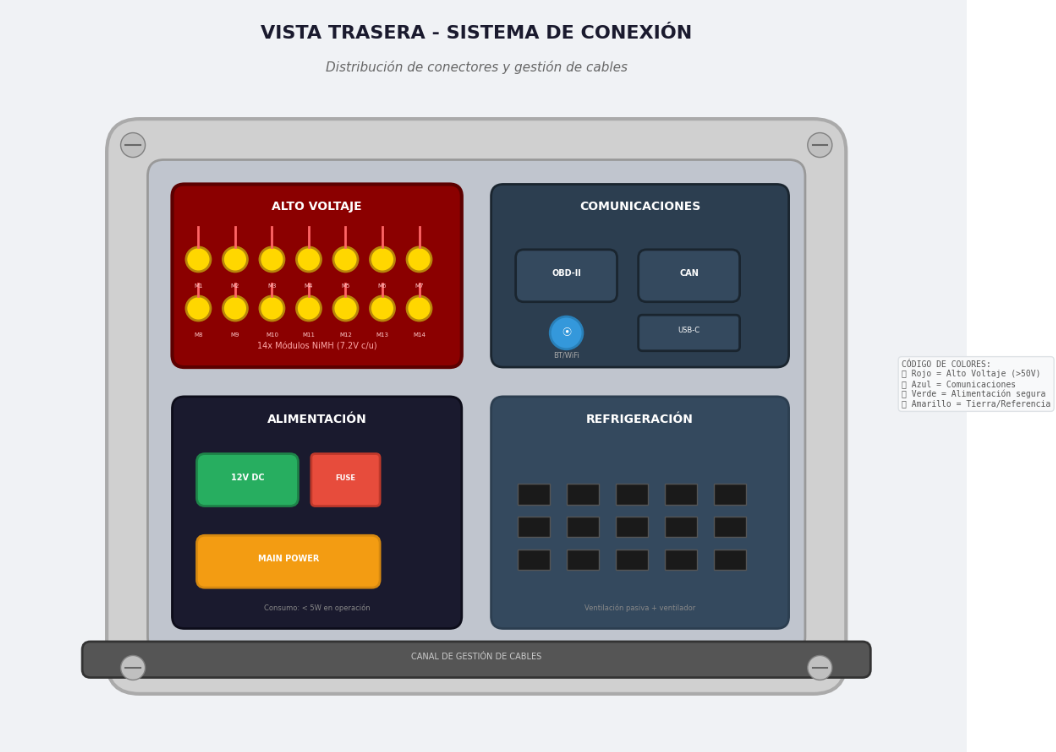 VISTA TRASERA - SISTEMA DE CONEXIÓN
Distribución de conectores y gestión de cables
ALTO VOLTAJE
M1 M2 M3 M4 M5 M6 M7
M8 M9 M10 M11 M12 M13 M14
14x Módulos NiMH (7.2V c/u)
COMUNICACIONES
OBD-II
CAN
USB-C
BT/WiFi
CÓDIGO DE COLORES:
Rojo = Alto Voltaje (>50V)
Azul = Comunicaciones
Verde = Alimentación segura
Amarillo = Tierra/Referencia
ALIMENTACIÓN
12V DC
FUSE
MAIN POWER
Consumo: < 5W en operación
REFRIGERACIÓN
Ventilación pasiva + ventilador
CANAL DE GESTIÓN DE CABLES